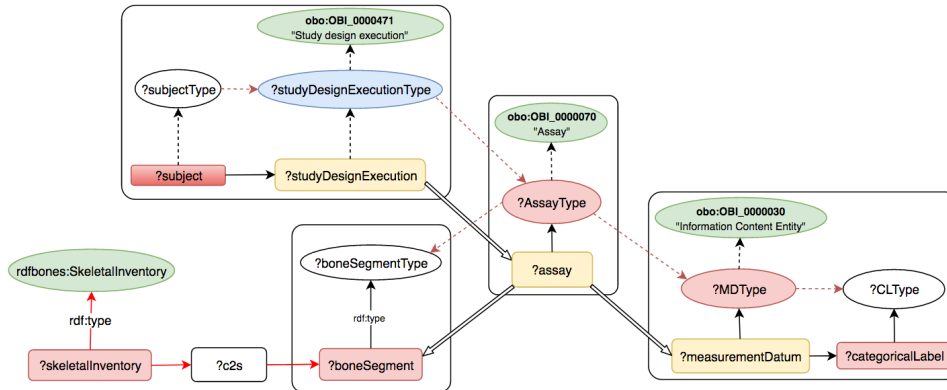 obo:OBI_0000471
"Study design execution"
?subjectType
?studyDesignExecutionType
?subject
?studyDesignExecution
obo:OBI_0000070
"Assay"
?AssayType
?assay
obo:OBI_0000030
"Information Content Entity"
?MDType
?CLType
?measurementDatum
?categoricalLabel
?boneSegmentType
rdf:type
?boneSegment
rdfbones:SkeletalInventory
rdf:type
?skeletalInventory
?c2s